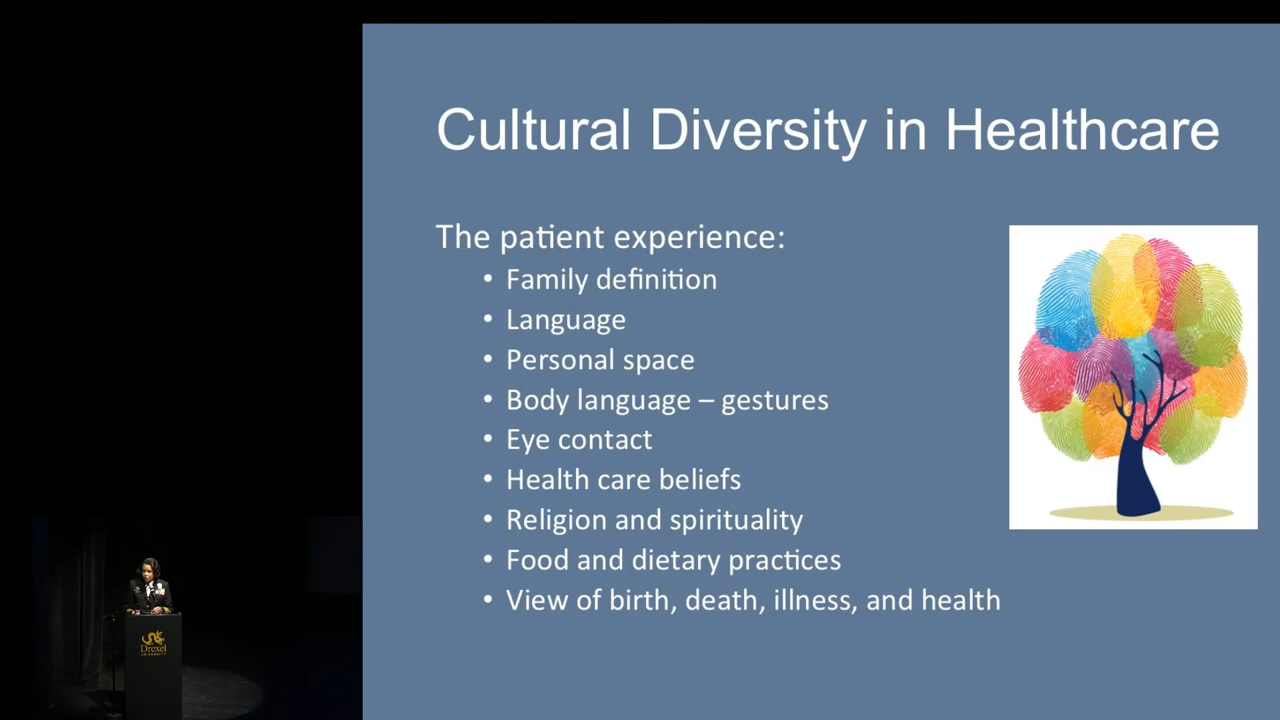 Cultural Diversity in Healthcare
The patient experience:
• Family definition
• Language
• Personal space
• Body language – gestures
• Eye contact
• Health care beliefs
• Religion and spirituality
• Food and dietary practices
• View of birth, death, illness, and health
Drexel
UNIVERSITY